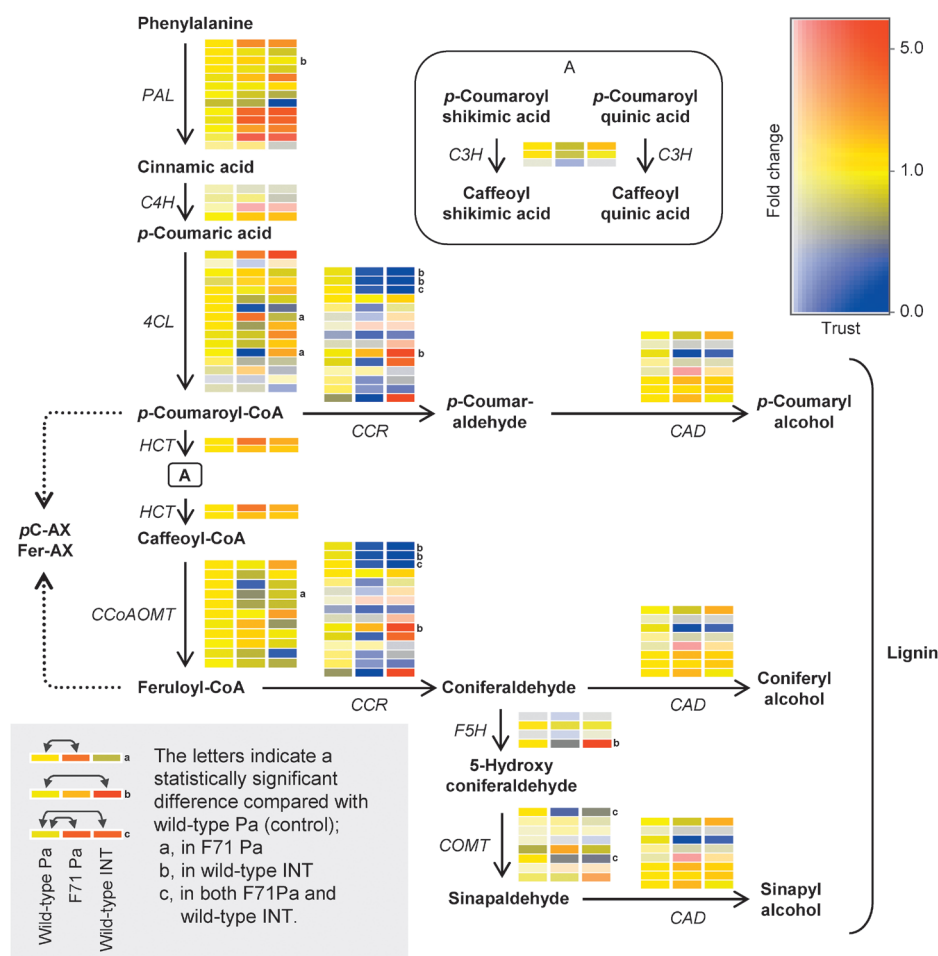 Phenylalanine
b
PAL
Cinnamic acid
C4H
p-Coumaric acid
4CL
a
a
b
b
c
b
p-Coumaroyl-CoA
CCR
p-Coumar-
aldehyde
CAD
p-Coumaryl
alcohol
HCT
A
HCT
pC-AX
Fer-AX
Caffeoyl-CoA
CCoAOMT
a
b
b
c
b
Feruloyl-CoA
CCR
Coniferaldehyde
CAD
Coniferyl
alcohol
F5H
b
5-Hydroxy
coniferaldehyde
COMT
c
Sinapaldehyde
CAD
Sinapyl
alcohol
Lignin
A
p-Coumaroyl
shikimic acid
p-Coumaroyl
quinic acid
C3H
C3H
Caffeoyl
shikimic acid
Caffeoyl
quinic acid
Fold change
5.0
1.0
0.0
Trust
a
b
c
Wild-type Pa
F71 Pa
Wild-type INT
The letters indicate a
statistically significant
difference compared with
wild-type Pa (control);
a, in F71 Pa
b, in wild-type INT
c, in both F71Pa and
wild-type INT.